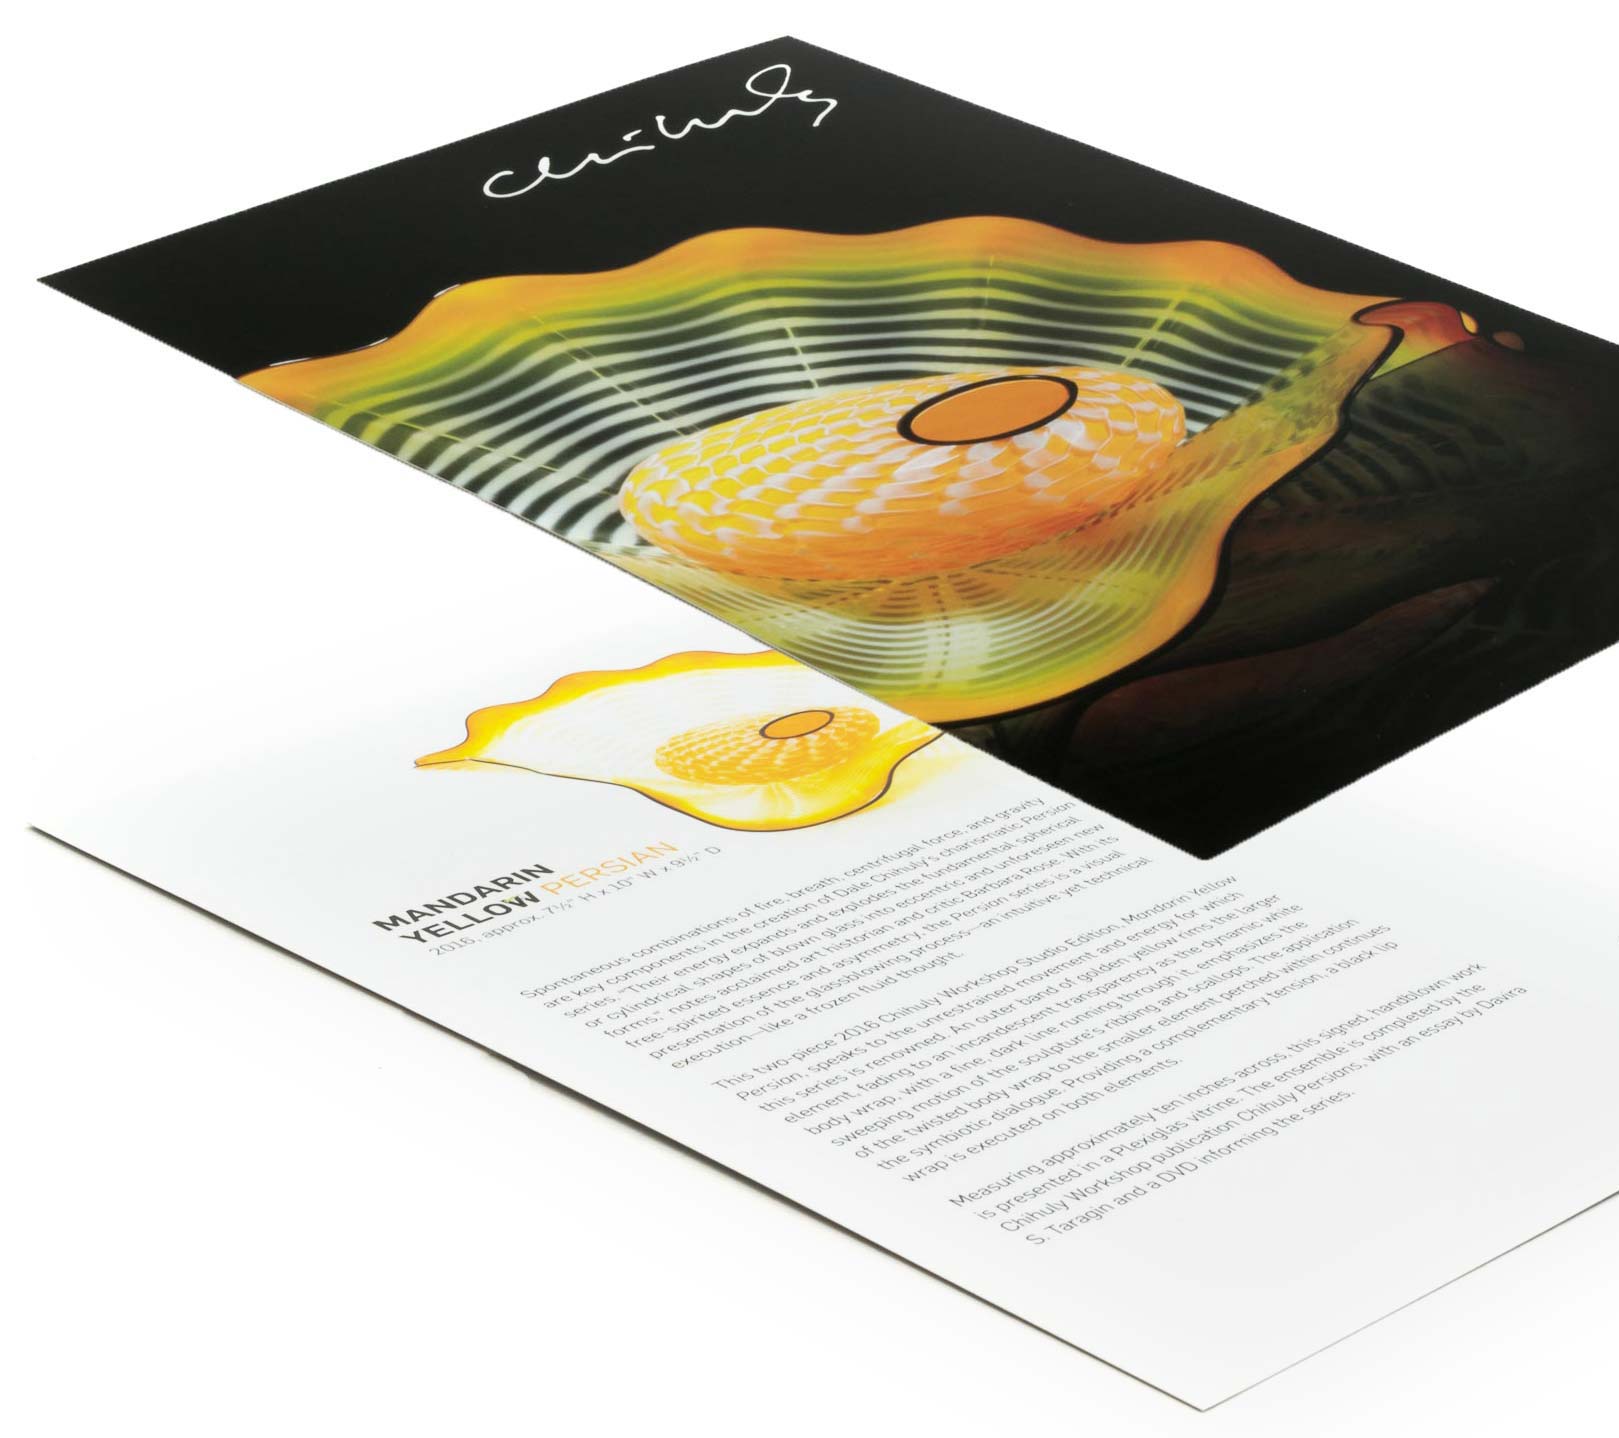 Chihuly
MANDARIN
YELLOW PERSIAN
2016, approx. 7½" H x 10" W x 9½" D
Spontaneous combinations of fire, breath, centrifugal force, and gravity
are key components in the creation of Dale Chihuly's charismatic Persian
series. "Their energy expands and explodes the fundamental spherical
or cylindrical shapes of blown glass into eccentric and unforeseen new
forms," notes acclaimed art historian and critic Barbara Rose. With its
free-spirited essence and asymmetry, the Persian series is a visual
presentation of the glassblowing process—an intuitive yet technical
execution—like a frozen fluid thought.
This two-piece 2016 Chihuly Workshop Studio Edition, Mandarin Yellow
Persian, speaks to the unrestrained movement and energy for which
this series is renowned. An outer band of golden yellow rims the larger
element, fading to an incandescent transparency as the dynamic white
body wrap, with a fine, dark line running through it, emphasizes the
sweeping motion of the sculpture's ribbing and scallops. The application
of the twisted body wrap to the smaller element perched within continues
the symbiotic dialogue. Providing a complementary tension, a black lip
wrap is executed on both elements.
Measuring approximately ten inches across, this signed, handblown work
is presented in a Plexiglas vitrine. The ensemble is completed by the
Chihuly Workshop publication Chihuly Persians, with an essay by Davira
S. Taragin and a DVD informing the series.